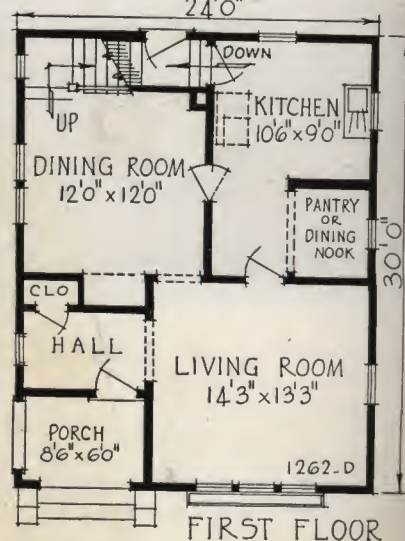 24'0"
DOWN
UP
KITCHEN
10'6"x9'0"
DINING ROOM
12'0"x12'0"
PANTRY
OR
DINING
NOOK
30'0"
CLO
HALL
LIVING ROOM
14'3"x13'3"
PORCH
8'6"x6'0"
1262-D
FIRST FLOOR